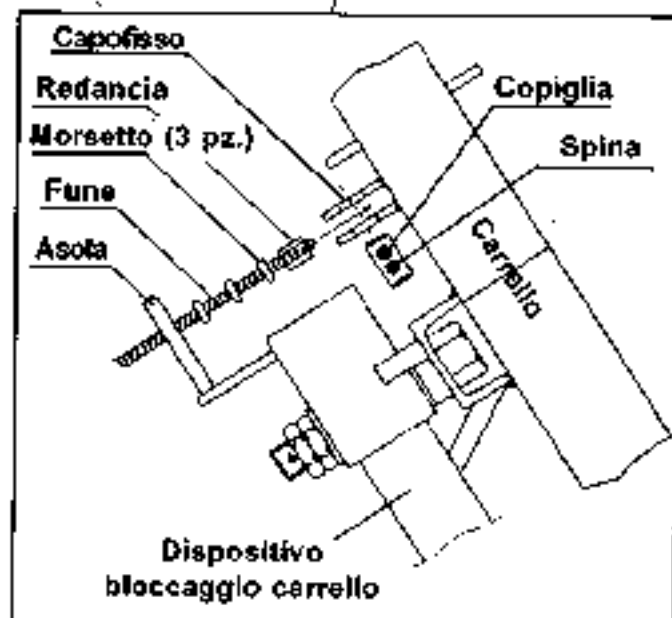 Capofisso
Redancia
Morsetto (3 pz.)
Fune
Asola
Copiglia
Spina
Carrello
Dispositivo
bloccaggio carrello